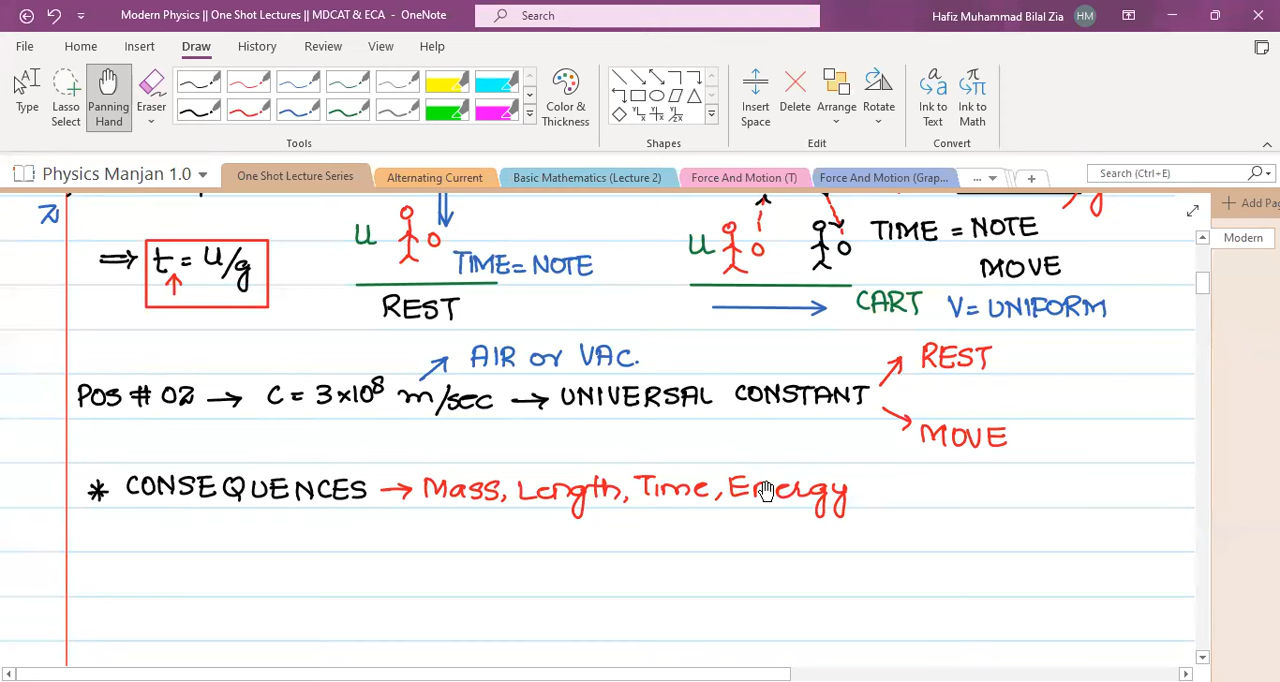 Modern Physics || One Shot Lectures || MDCAT & ECA - OneNote
Search
Hafiz Muhammad Bilal Zia
HM
File Home Insert Draw History Review View Help
Type
Lasso Select
Panning Hand
Eraser
Color & Thickness
Insert Space
Delete
Arrange
Rotate
Ink to Text
Ink to Math
Tools
Shapes
Edit
Convert
Physics Manjan 1.0
One Shot Lecture Series
Alternating Current
Basic Mathematics (Lecture 2)
Force And Motion (T)
Force And Motion (Grap...
...
Search (Ctrl+E)
Add Pag
Modern
⇒ t = u/g
u
TIME = NOTE
REST
u
TIME = NOTE
MOVE
CART V = UNIFORM
AIR or VAC.
REST
POS # 02 → C = 3×10⁸ m/sec → UNIVERSAL CONSTANT
MOVE
* CONSEQUENCES → Mass, Length, Time, Energy